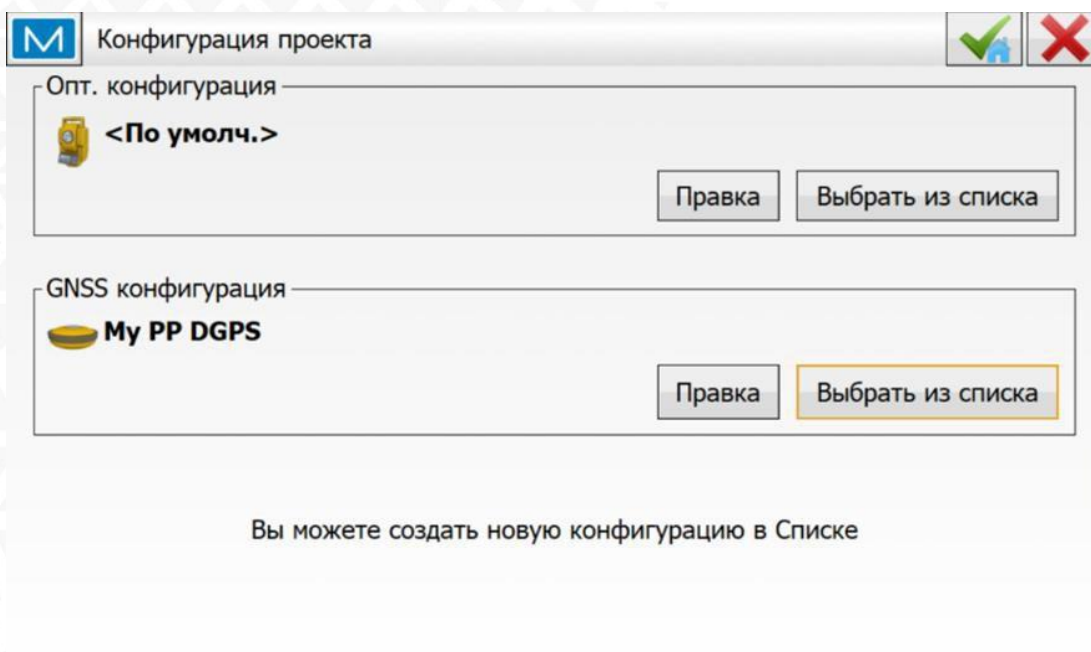 Конфигурация проекта
Опт. конфигурация
<По умолч.>
Правка
Выбрать из списка
GNSS конфигурация
My PP DGPS
Правка
Выбрать из списка
Вы можете создать новую конфигурацию в Списке